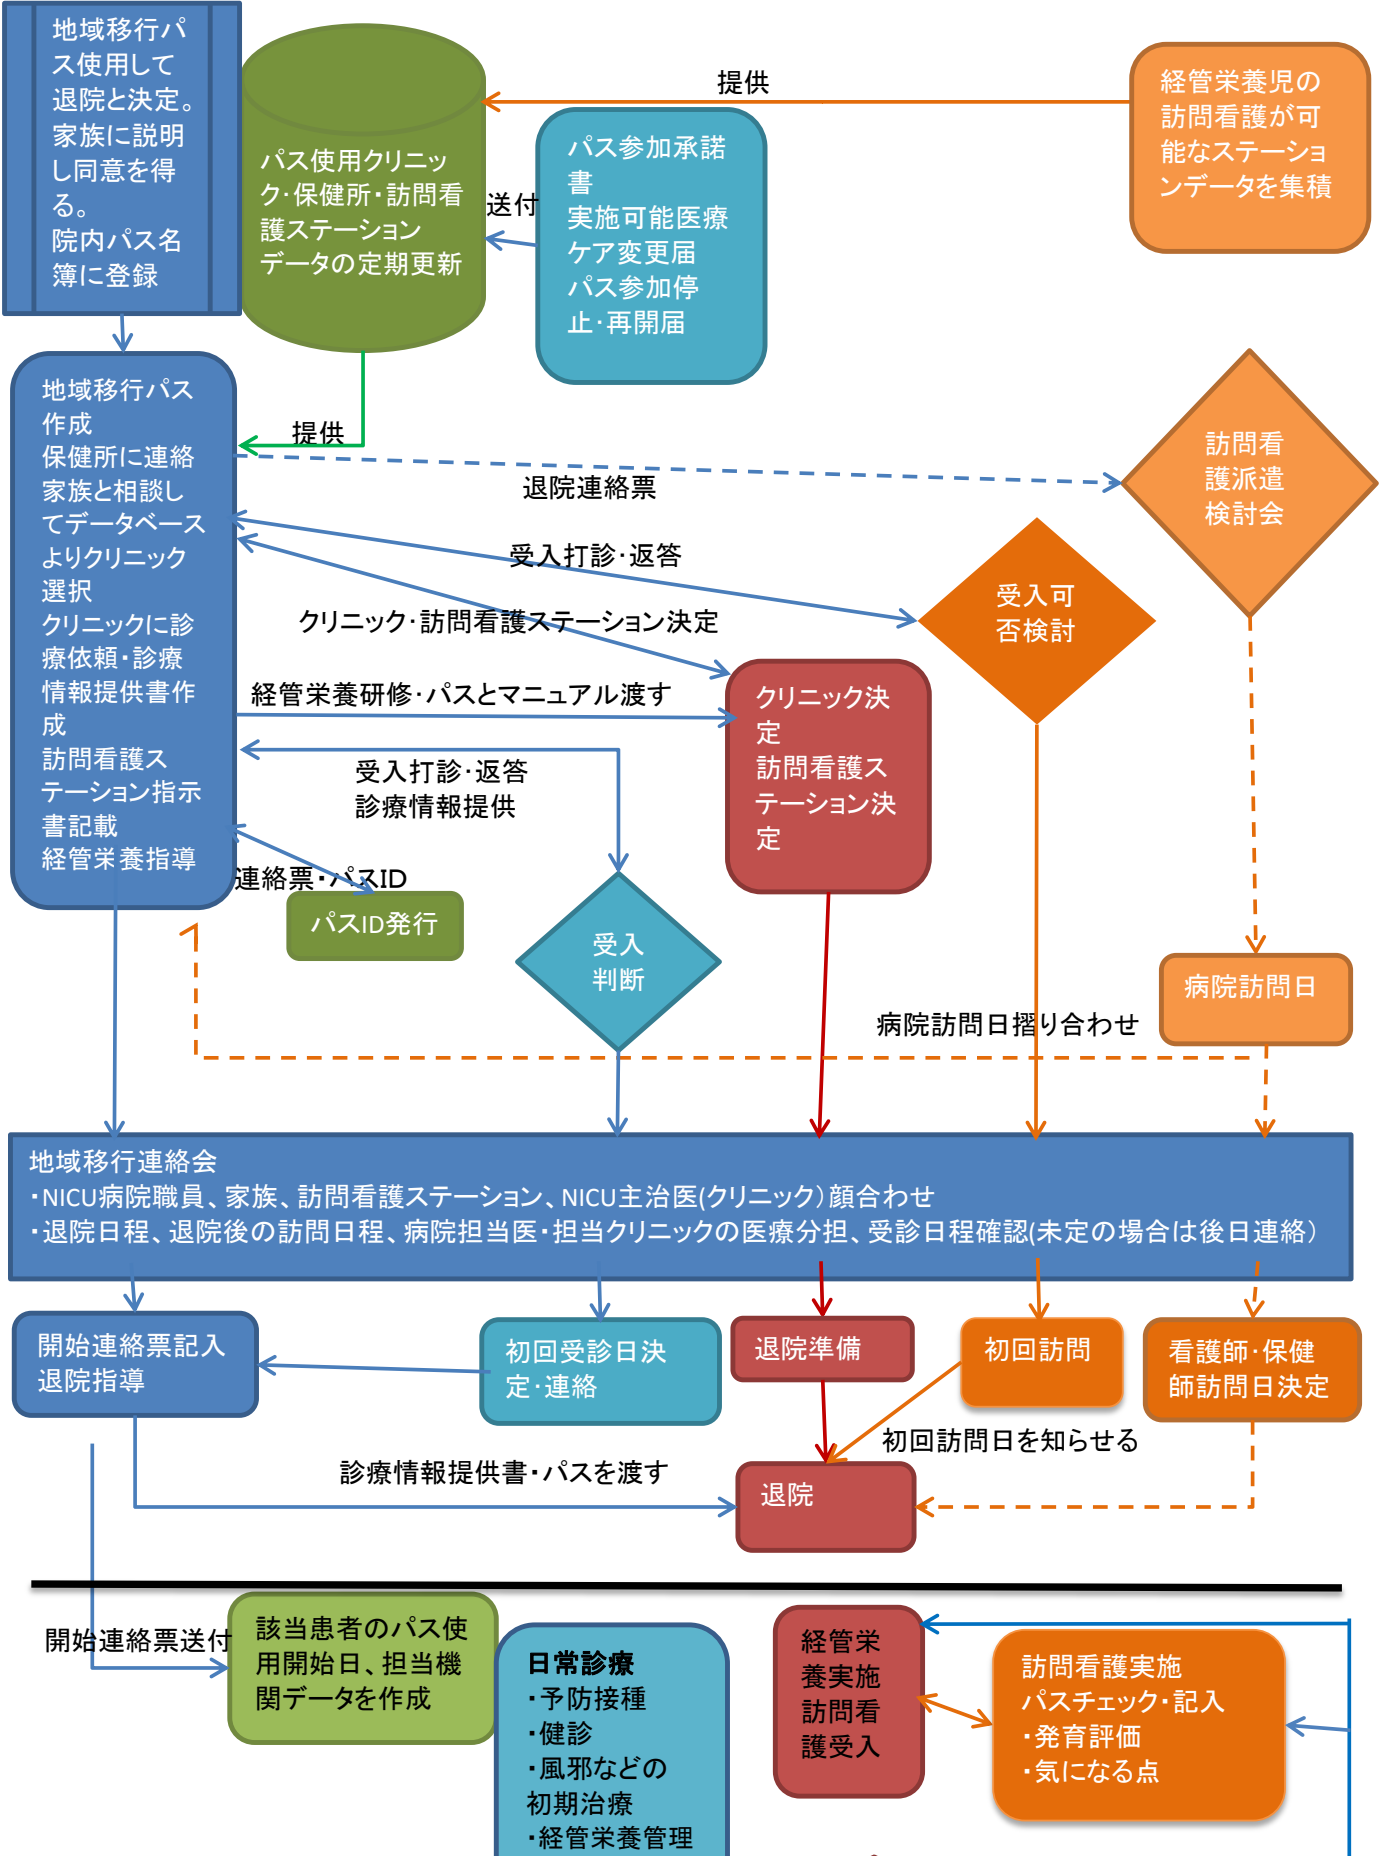 地域移行パ
ス使用して
退院と決定。
家族に説明
し同意を得
る。
院内パス名
簿に登録
パス使用クリニッ
ク・保健所・訪問看
護ステーション
データの定期更新
送付
パス参加承諾
書
実施可能医療
ケア変更届
パス参加停
止・再開届
提供
経管栄養児の
訪問看護が可
能なステーショ
ンデータを集積
地域移行パス
作成
保健所に連絡
家族と相談し
てデータベース
よりクリニック
選択
クリニックに診
療依頼・診療
情報提供書作
成
訪問看護ス
テーション指示
書記載
経管栄養指導
提供
退院連絡票
訪問看
護派遣
検討会
受入打診・返答
受入可
否検討
クリニック・訪問看護ステーション決定
経管栄養研修・パスとマニュアル渡す
クリニック決
定
訪問看護ス
テーション決
定
受入打診・返答
診療情報提供
連絡票・パスID
パスID発行
受入
判断
病院訪問日
病院訪問日摺り合わせ
地域移行連絡会
・NICU病院職員、家族、訪問看護ステーション、NICU主治医(クリニック）顔合わせ
・退院日程、退院後の訪問日程、病院担当医・担当クリニックの医療分担、受診日程確認(未定の場合は後日連絡）
開始連絡票記入
退院指導
初回受診日決
定・連絡
退院準備
初回訪問
看護師・保健
師訪問日決定
初回訪問日を知らせる
診療情報提供書・パスを渡す
退院
開始連絡票送付
該当患者のパス使
用開始日、担当機
関データを作成
日常診療
・予防接種
・健診
・風邪などの
初期治療
・経管栄養管理
経管栄
養実施
訪問看
護受入
訪問看護実施
パスチェック・記入
・発育評価
・気になる点